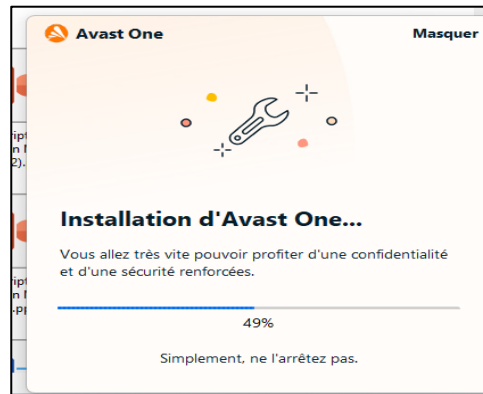 Avast One
Masquer
Installation d'Avast One...
Vous allez très vite pouvoir profiter d'une confidentialité
et d'une sécurité renforcées.
49%
Simplement, ne l'arrêtez pas.